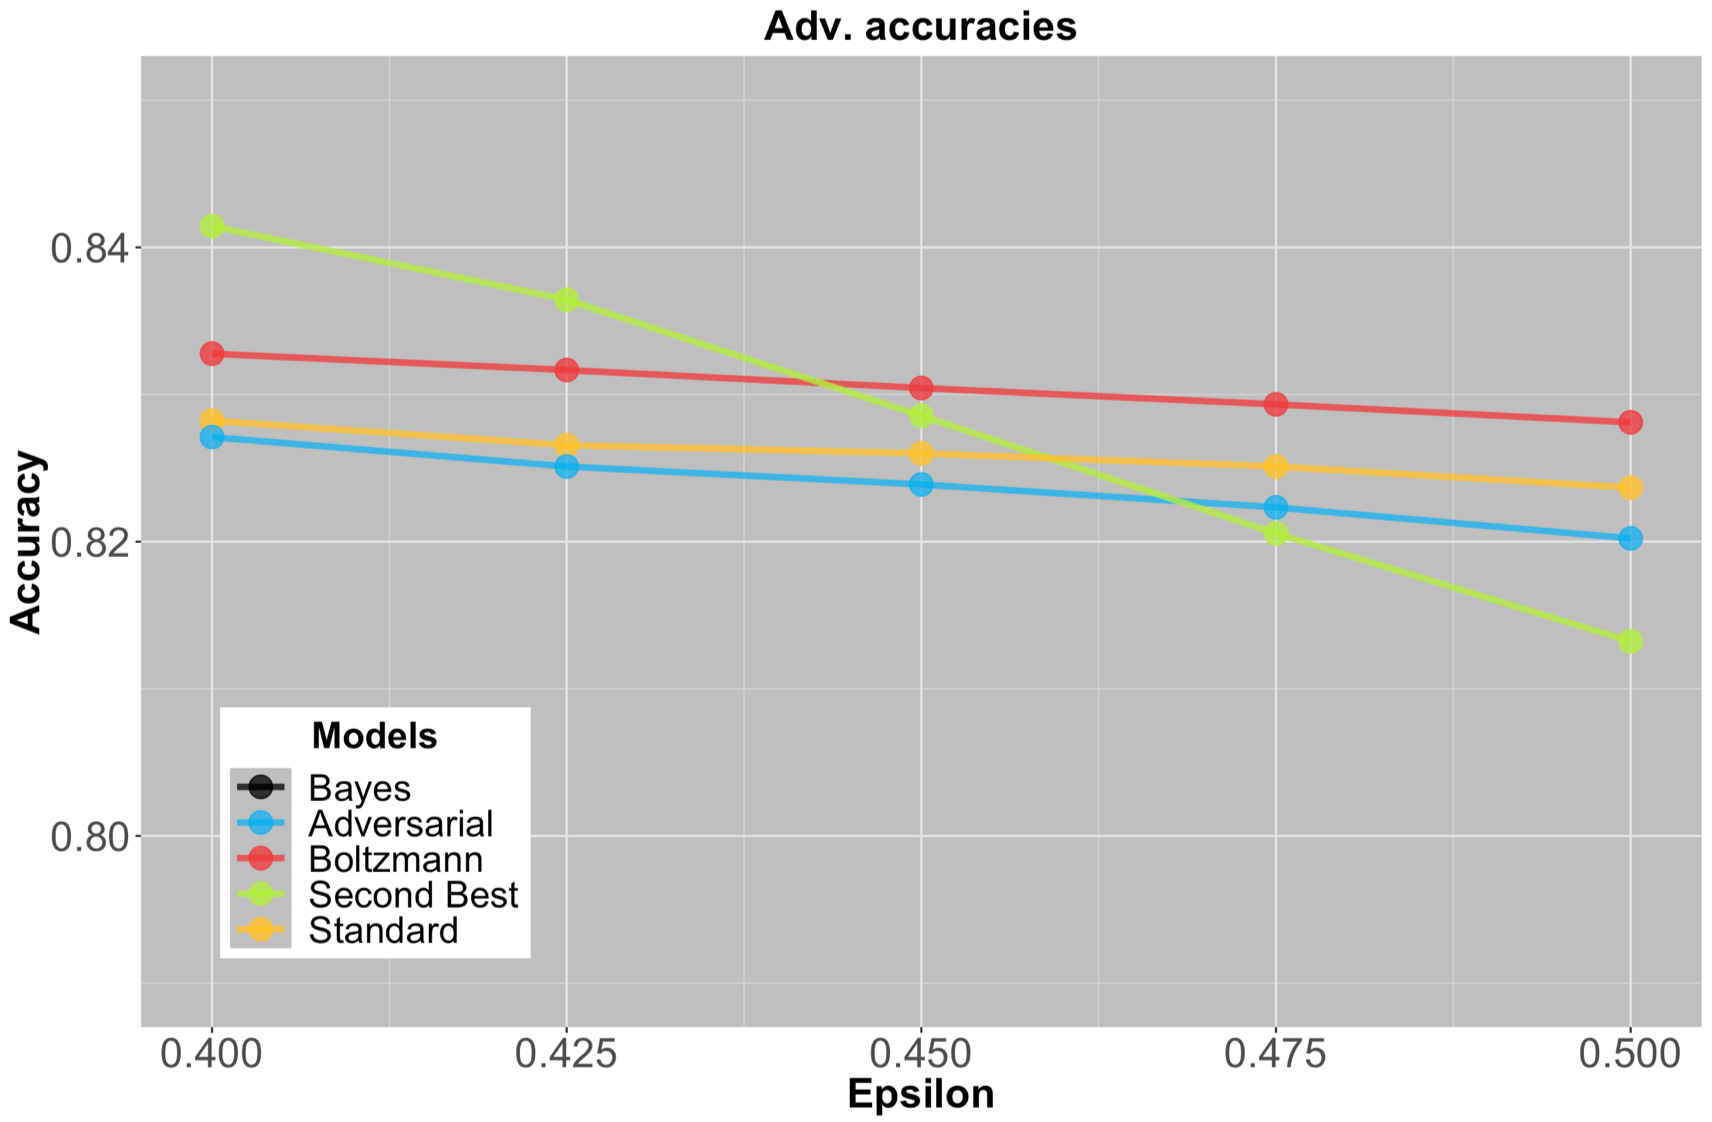 Adv. accuracies
Accuracy
0.84
0.82
0.80
Models
Bayes
Adversarial
Boltzmann
Second Best
Standard
0.400 0.425 0.450 0.475 0.500
Epsilon